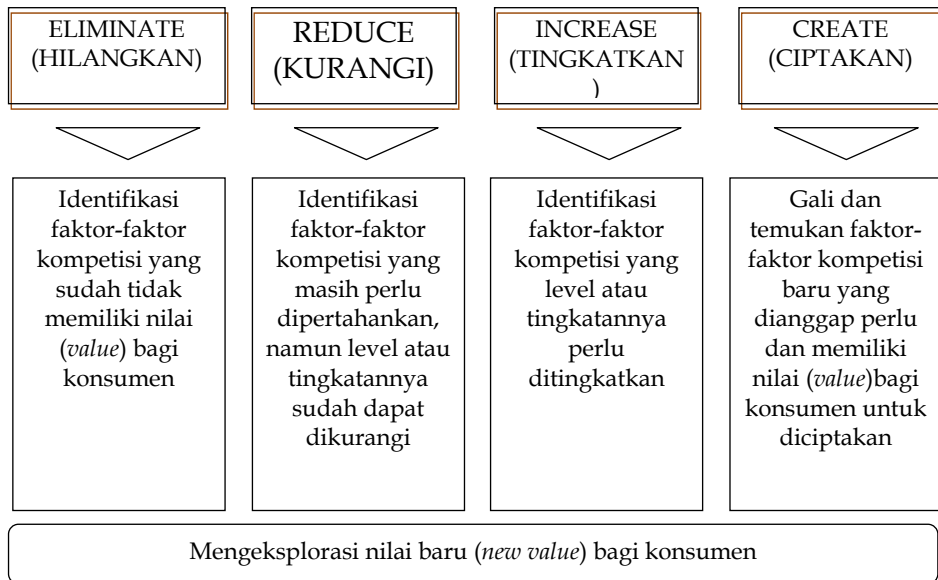 ELIMINATE
(HILANGKAN)
REDUCE
(KURANGI)
INCREASE
(TINGKATKAN
)
CREATE
(CIPTAKAN)
Identifikasi
faktor-faktor
kompetisi yang
sudah tidak
memiliki nilai
(value) bagi
konsumen
Identifikasi
faktor-faktor
kompetisi yang
masih perlu
dipertahankan,
namun level atau
tingkatannya
sudah dapat
dikurangi
Identifikasi
faktor-faktor
kompetisi yang
level atau
tingkatannya
perlu
ditingkatkan
Gali dan
temukan faktor-
faktor kompetisi
baru yang
dianggap perlu
dan memiliki
nilai (value)bagi
konsumen untuk
diciptakan
Mengeksplorasi nilai baru (new value) bagi konsumen